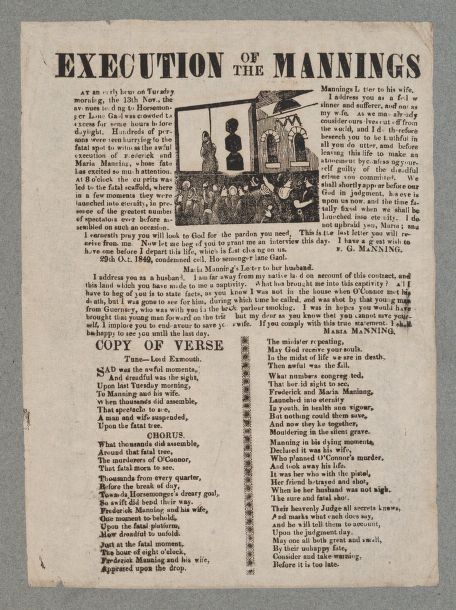 EXECUTION OF THE MANNINGS
AT an early hour on Tuesday
morning, the 13th Nov., the
avenues leading to Horsemon-
ger Lane Gaol was crowded to
excess for some hours before
daylight. Hundreds of per-
sons were seen hurrying to the
fatal spot to witness the awful
execution of Frederick and
Maria Manning, whose fate
has excited so much attention.
At 8 o'clock the culprits was
led to the fatal scaffold, where
in a few moments they were
launched into eternity, in pre-
sence of the greatest number
of spectators ever before as-
sembled on such an occasion.
Mannings Letter to his wife.
I address you as a fellow
sinner and sufferer, and not as
my wife. As we may already
consider ours lives cut off from
the world, and I do therefore
beseech you to be truthful in
all you do utter, and before
leaving this life to make an
atonement by confessing your-
self guilty of the dreadful
crime you committed. We
shall shortly appear before our
God in judgment, his eye is
upon us now, and the time fa-
tally fixed when we shall be
launched into eternity. I do
not upbraid you, Maria; and
I earnestly pray you will look to God for the pardon you need. This is the last letter you will re-
ceive from me. Now let me beg of you to grant me an interview this day. I have a great wish to
have one before I depart this life, which is fast closing on us. F. G. MANNING.
29th Oct. 1849, condemned cell, Horsemonger lane Gaol.
Maria Manning's Letter to her husband.
I address you as a husband. I am far away from my native land on account of this contract, and
this land which you have made to me a captivity. What has brought me into this captivity? All I
have to beg of you is to state facts, as you know I was not in the house when O'Connor met his
death, but I was gone to see for him, during which time he called, and was shot by that young man
from Guernsey, who was with you in the back parlour smoking. I was in hopes you would have
brought that young man forward on the trial but my dear as you know that you cannot save your-
self, I implore you to endeavour to save your wife. If you comply with this true statement I shall
be happy to see you until the last day. MARIA MANNING.
COPY OF VERSE
Tune—Lord Exmouth.
SAD was the awful moments,
And dreadful was the sight,
Upon last Tuesday morning,
To Manning and his wife.
When thousands did assemble,
That spectacle to see,
A man and wife suspended,
Upon the fatal tree.
CHORUS.
What thousands did assemble,
Around that fatal tree,
The murderers of O'Connor,
That fatal morn to see.
Thousands from every quarter,
Before the break of day,
Towards Horsemonger's dreary goal,
So swift did bend their way.
Frederick Manning and his wife,
One moment to behold,
Upon the fatal platform,
How dreadful to unfold.
Just at the fatal moment,
The hour of eight o'clock,
Frederick Manning and his wife,
Appeared upon the drop.
The minister repeating,
May God receive your souls.
In the midst of life we are in death,
Then awful was the fall.
What numbers congregated,
That horrid sight to see,
Frederick and Maria Manning,
Launched into eternity
In youth, in health and vigour,
But nothing could them save,
And now they lie together,
Mouldering in the silent grave.
Manning in his dying moments,
Declared it was his wife,
Who planned O'Connor's murder,
And took away his life.
It was her who with the pistol,
Her friend betrayed and shot,
When he her husband was not nigh,
The sure and fatal shot.
Their heavenly Judge all secrets knows,
And marks what each does say,
and he will tell them to account,
Upon the judgment day.
May one and both great and small,
By their unhappy fate,
Consider and take warning,
Before it is too late.